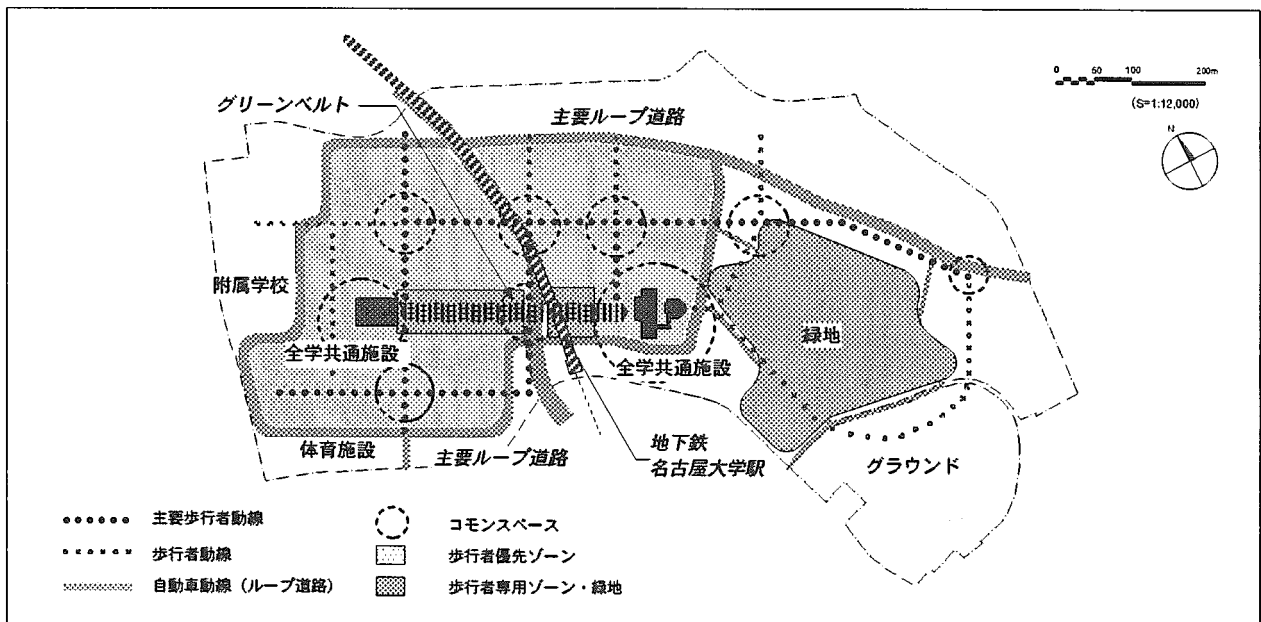 0 50 100 200m
(S=1:12,000)
N
グリーンベルト
主要ループ道路
附属学校
全学共通施設
全学共通施設
緑地
体育施設
主要ループ道路
地下鉄
名古屋大学駅
グラウンド
主要歩行者動線
歩行者動線
自動車動線(ループ道路)
コモンスペース
歩行者優先ゾーン
歩行者専用ゾーン・緑地